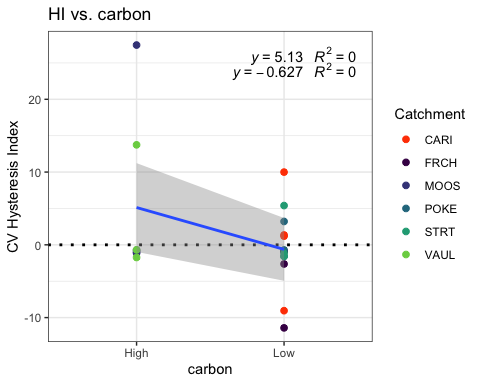 HI vs. carbon
y = 5.13 R² = 0
y = − 0.627 R² = 0
CV Hysteresis Index
20
10
0
-10
High
Low
carbon
Catchment
CARI
FRCH
MOOS
POKE
STRT
VAUL